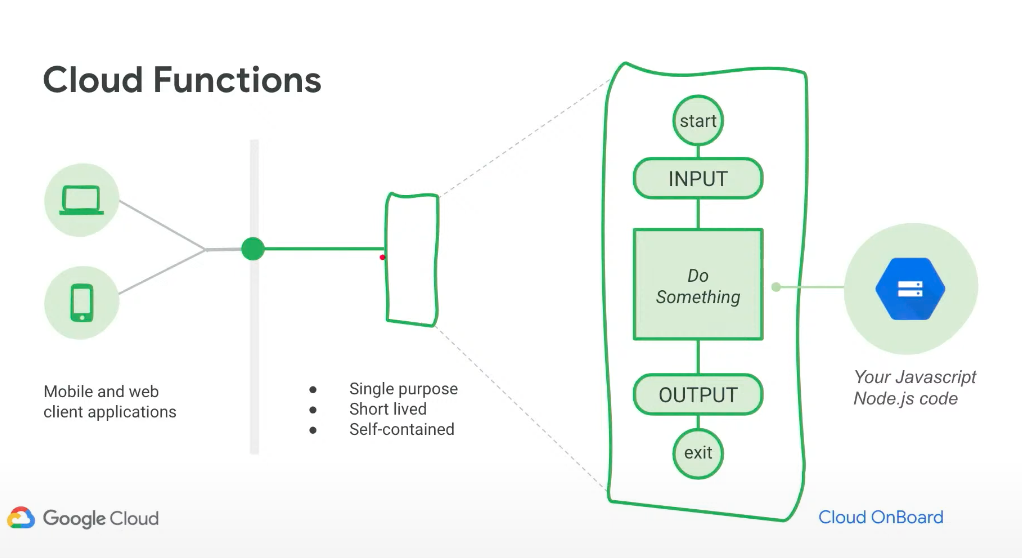 Cloud Functions
start
INPUT
Do
Something
OUTPUT
exit
Mobile and web
client applications
● Single purpose
● Short lived
● Self-contained
Your Javascript
Node.js code
Google Cloud
Cloud OnBoard